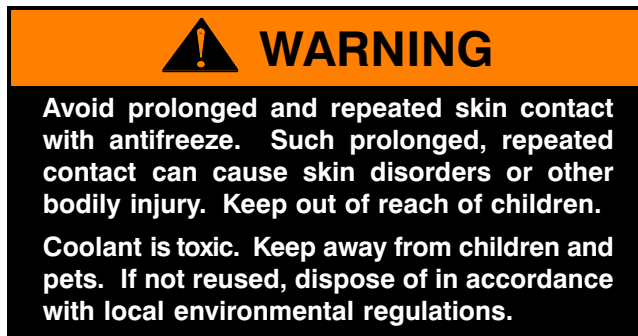 WARNING
Avoid prolonged and repeated skin contact
with antifreeze. Such prolonged, repeated
contact can cause skin disorders or other
bodily injury. Keep out of reach of children.
Coolant is toxic. Keep away from children and
pets. If not reused, dispose of in accordance
with local environmental regulations.